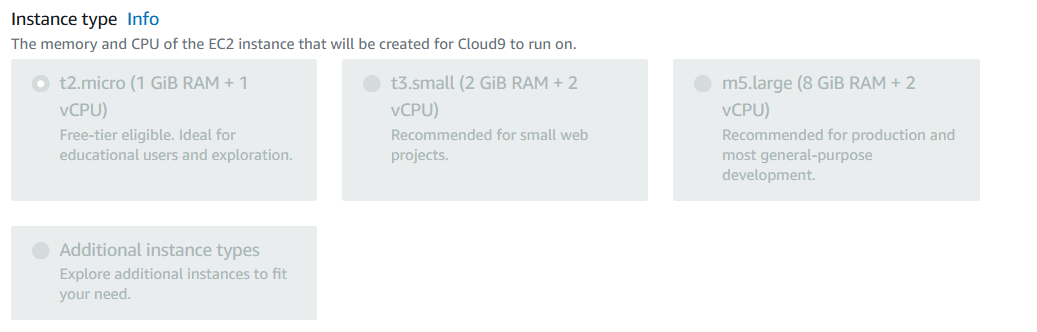 Instance type Info
The memory and CPU of the EC2 instance that will be created for Cloud9 to run on.
t2.micro (1 GiB RAM + 1
vCPU)
Free-tier eligible. Ideal for
educational users and exploration.
t3.small (2 GiB RAM + 2
vCPU)
Recommended for small web
projects.
m5.large (8 GiB RAM + 2
vCPU)
Recommended for production and
most general-purpose
development.
Additional instance types
Explore additional instances to fit
your need.